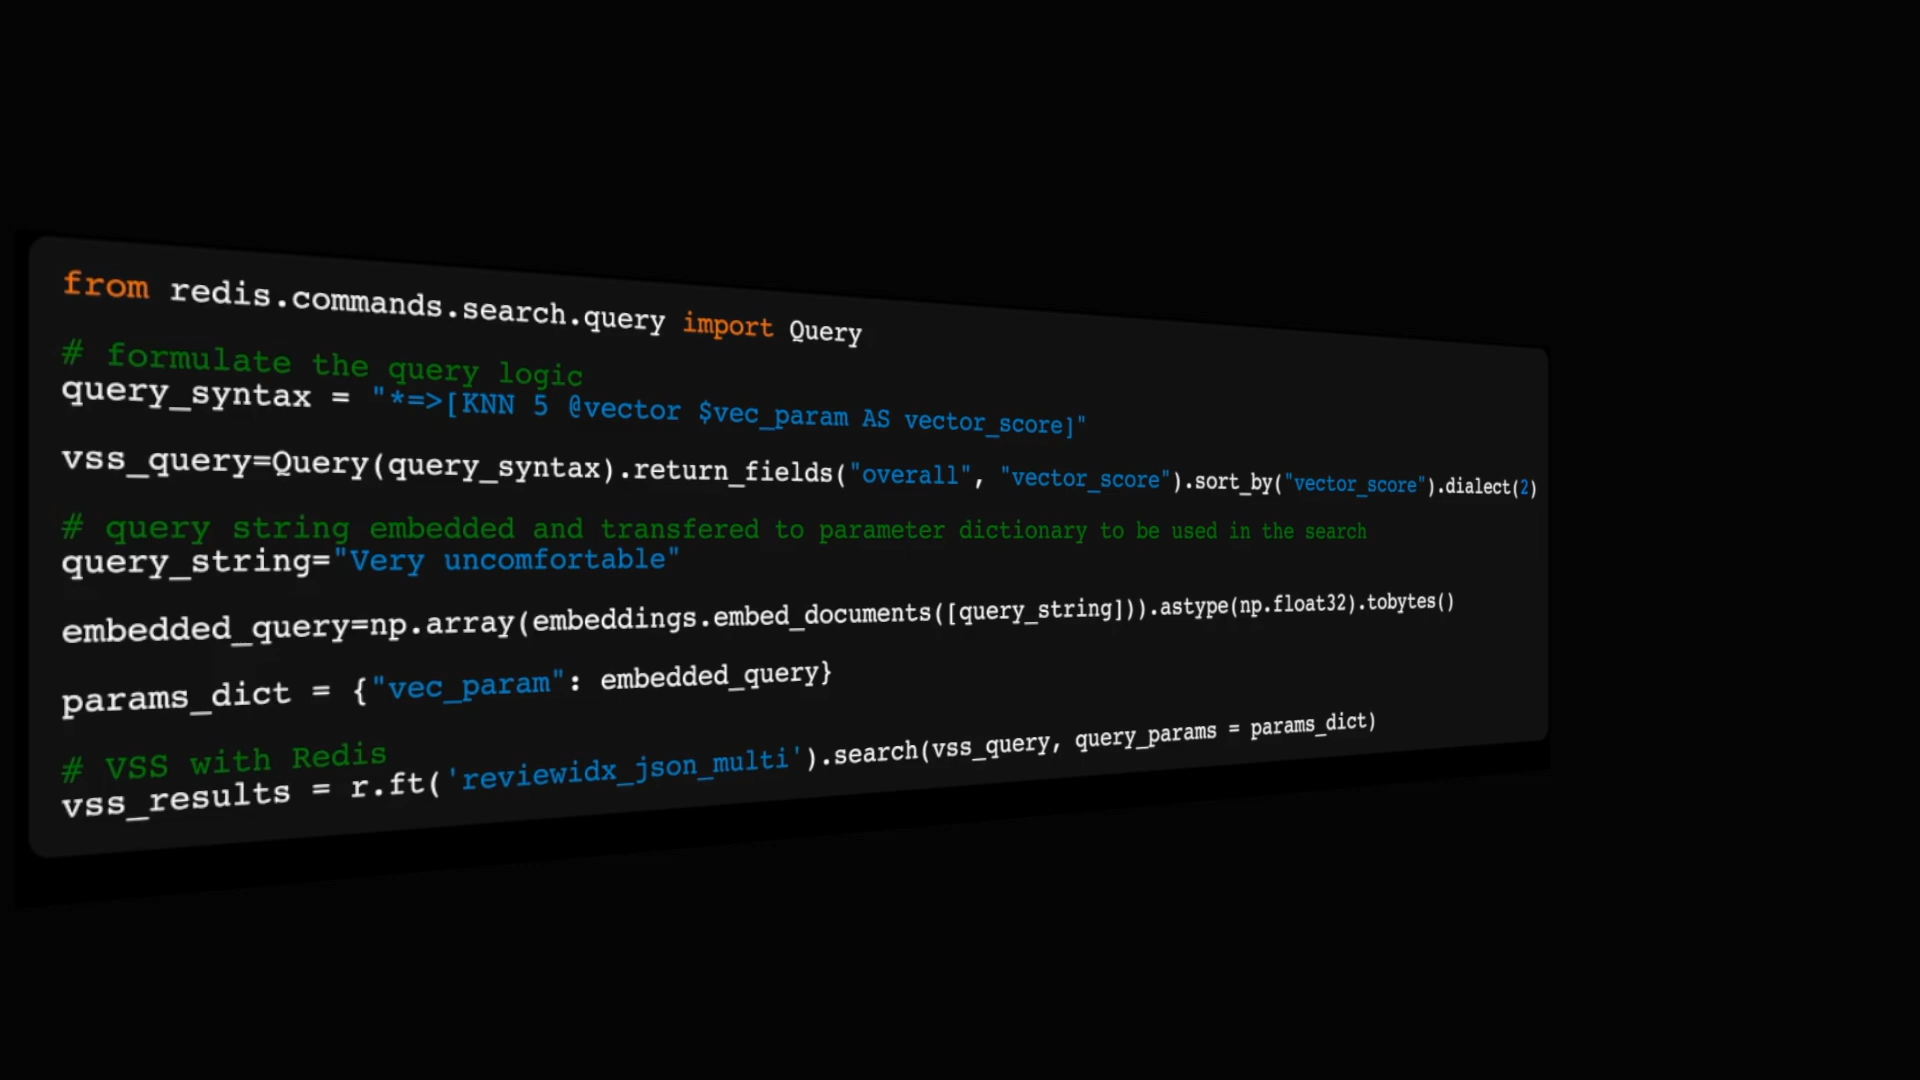 from redis.commands.search.query import Query
# formulate the query logic
query_syntax = "*=>[KNN 5 @vector $vec_param AS vector_score]"
vss_query=Query(query_syntax).return_fields("overall", "vector_score").sort_by("vector_score").dialect(2)
# query string embedded and transfered to parameter dictionary to be used in the search
query_string="Very uncomfortable"
embedded_query=np.array(embeddings.embed_documents([query_string])).astype(np.float32).tobytes()
params_dict = {"vec_param": embedded_query}
# VSS with Redis
vss_results = r.ft('reviewidx_json_multi').search(vss_query, query_params = params_dict)